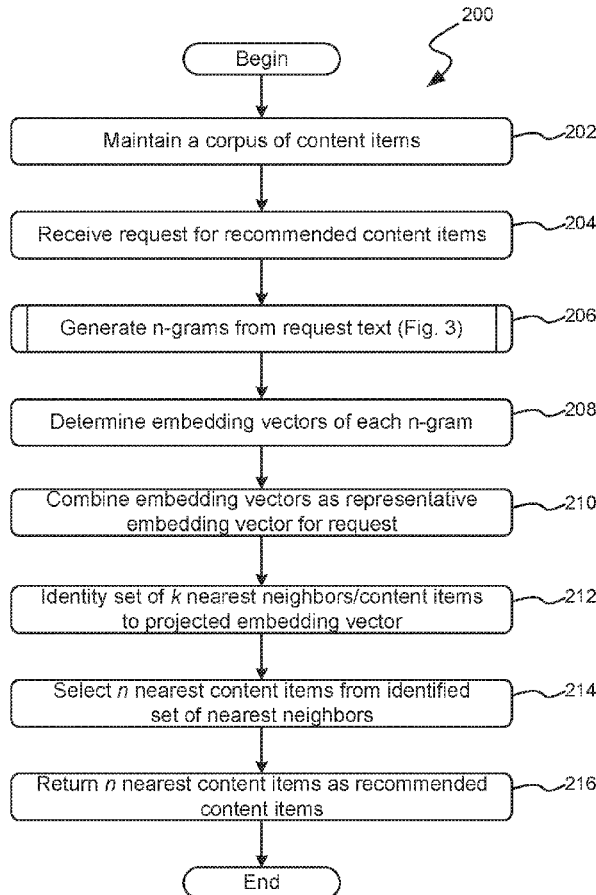 200
Begin
Maintain a corpus of content items
202
Receive request for recommended content items
204
Generate n-grams from request text (Fig. 3)
206
Determine embedding vectors of each n-gram
208
Combine embedding vectors as representative
embedding vector for request
210
Identity set of k nearest neighbors/content items
to projected embedding vector
212
Select n nearest content items from identified
set of nearest neighbors
214
Return n nearest content items as recommended
content items
216
End